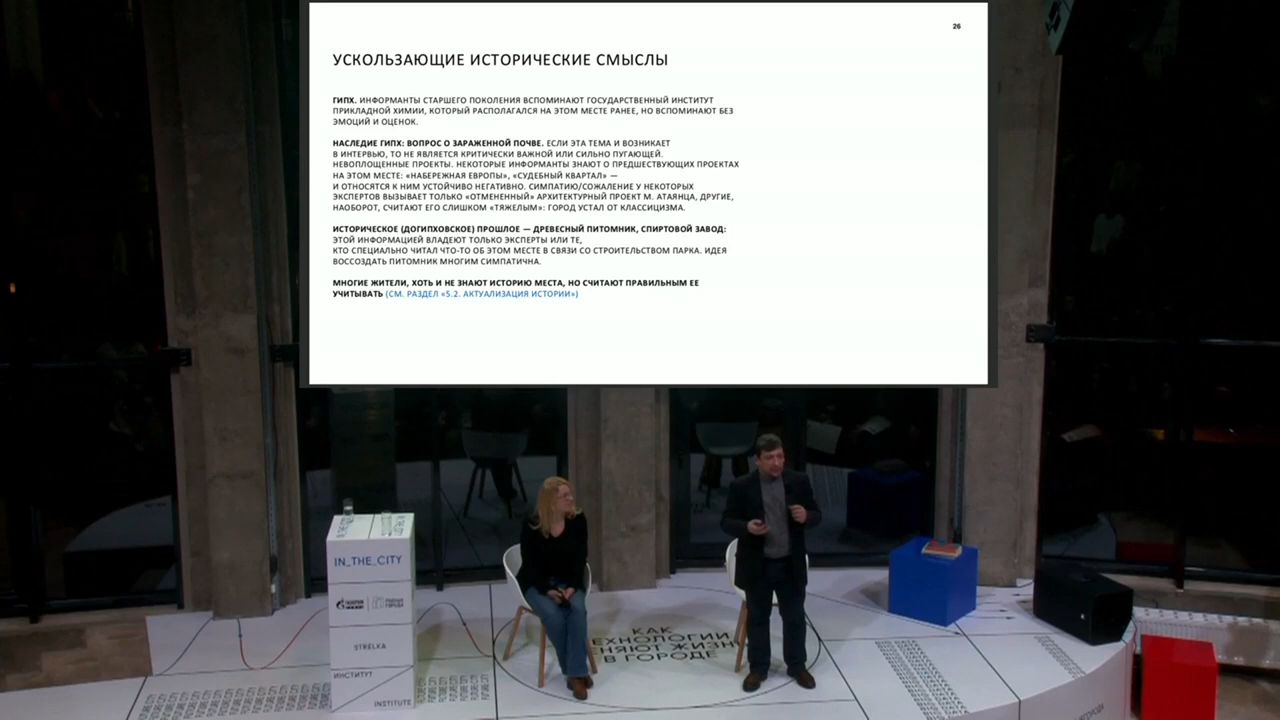 26
УСКОЛЬЗАЮЩИЕ ИСТОРИЧЕСКИЕ СМЫСЛЫ
ГИПХ. ИНФОРМАНТЫ СТАРШЕГО ПОКОЛЕНИЯ ВСПОМИНАЮТ ГОСУДАРСТВЕННЫЙ ИНСТИТУТ
ПРИКЛАДНОЙ ХИМИИ, КОТОРЫЙ РАСПОЛАГАЛСЯ НА ЭТОМ МЕСТЕ РАНЕЕ, НО ВСПОМИНАЮТ БЕЗ
ЭМОЦИЙ И ОЦЕНОК.
НАСЛЕДИЕ ГИПХ: ВОПРОС О ЗАРАЖЕННОЙ ПОЧВЕ. ЕСЛИ ЭТА ТЕМА И ВОЗНИКАЕТ
В ИНТЕРВЬЮ, ТО НЕ ЯВЛЯЕТСЯ КРИТИЧЕСКИ ВАЖНОЙ ИЛИ СИЛЬНО ПУГАЮЩЕЙ.
НЕВОПЛОЩЕННЫЕ ПРОЕКТЫ. НЕКОТОРЫЕ ИНФОРМАНТЫ ЗНАЮТ О ПРЕДШЕСТВУЮЩИХ ПРОЕКТАХ
НА ЭТОМ МЕСТЕ: «НАБЕРЕЖНАЯ ЕВРОПЫ», «СУДЕБНЫЙ КВАРТАЛ» —
И ОТНОСЯТСЯ К НИМ УСТОЙЧИВО НЕГАТИВНО. СИМПАТИЮ/СОЖАЛЕНИЕ У НЕКОТОРЫХ
ЭКСПЕРТОВ ВЫЗЫВАЕТ ТОЛЬКО «ОТМЕНЕННЫЙ» АРХИТЕКТУРНЫЙ ПРОЕКТ М. АТАЯНЦА, ДРУГИЕ,
НАОБОРОТ, СЧИТАЮТ ЕГО СЛИШКОМ «ТЯЖЕЛЫМ»: ГОРОД УСТАЛ ОТ КЛАССИЦИЗМА.
ИСТОРИЧЕСКОЕ (ДОГИПХОВСКОЕ) ПРОШЛОЕ — ДРЕВЕСНЫЙ ПИТОМНИК, СПИРТОВОЙ ЗАВОД:
ЭТОЙ ИНФОРМАЦИЕЙ ВЛАДЕЮТ ТОЛЬКО ЭКСПЕРТЫ ИЛИ ТЕ,
КТО СПЕЦИАЛЬНО ЧИТАЛ ЧТО-ТО ОБ ЭТОМ МЕСТЕ В СВЯЗИ СО СТРОИТЕЛЬСТВОМ ПАРКА. ИДЕЯ
ВОССОЗДАТЬ ПИТОМНИК МНОГИМ СИМПАТИЧНА.
МНОГИЕ ЖИТЕЛИ, ХОТЬ И НЕ ЗНАЮТ ИСТОРИЮ МЕСТА, НО СЧИТАЮТ ПРАВИЛЬНЫМ ЕЕ
УЧИТЫВАТЬ (СМ. РАЗДЕЛ «5.2. АКТУАЛИЗАЦИЯ ИСТОРИИ»)
IN_THE_CITY
STRELKA
ИНСТИТУТ
INSTITUTE
КАК
ЕХНОЛОГИИ
НЯЮТ ЖИЗН
В ГОРОДЕ